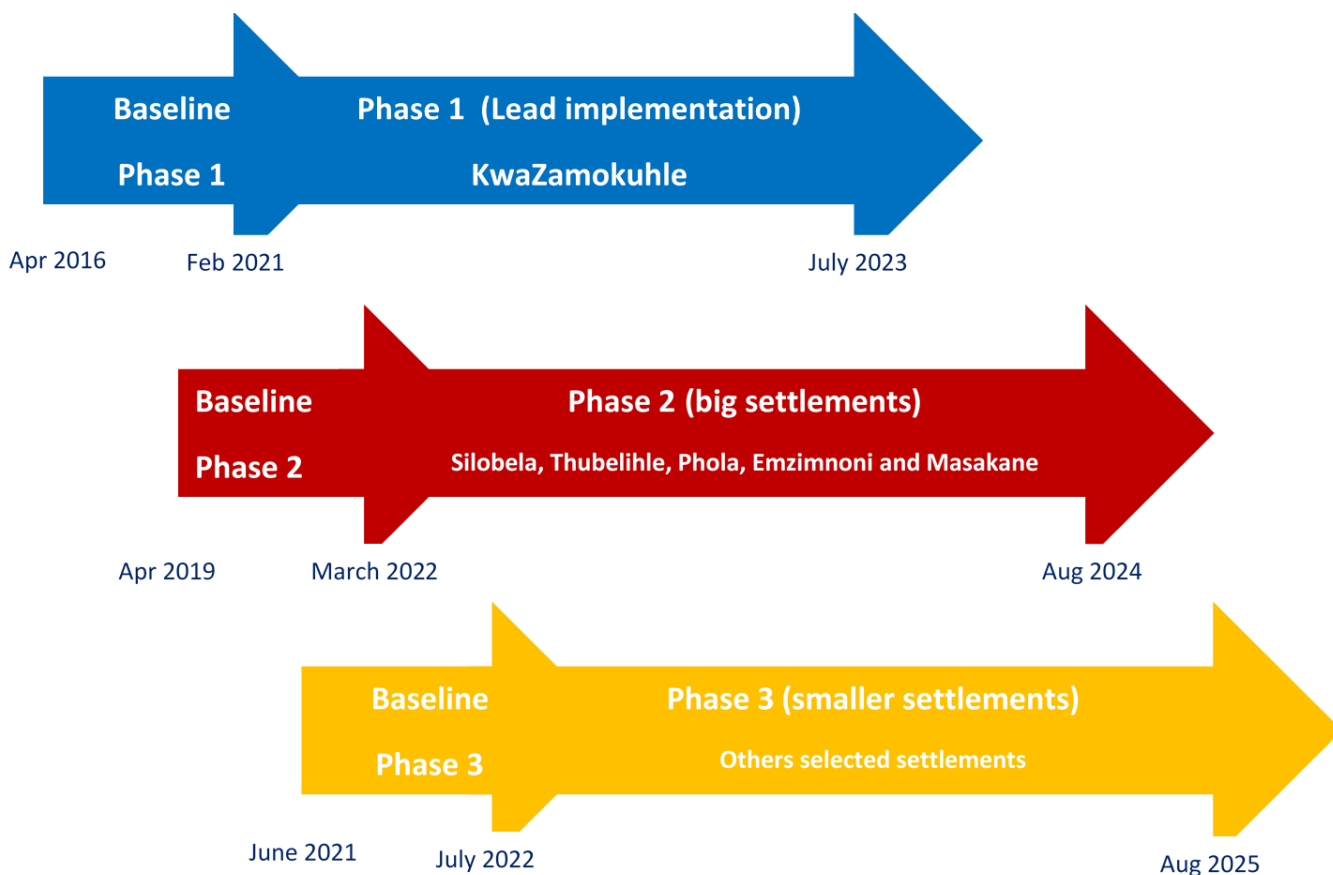 Baseline
Phase 1
Phase 1 (Lead implementation)
KwaZamokuhle
Apr 2016
Feb 2021
July 2023
Baseline
Phase 2
Phase 2 (big settlements)
Silobela, Thubelihle, Phola, Emzimnoni and Masakane
Apr 2019
March 2022
Aug 2024
Baseline
Phase 3
Phase 3 (smaller settlements)
Others selected settlements
June 2021
July 2022
Aug 2025